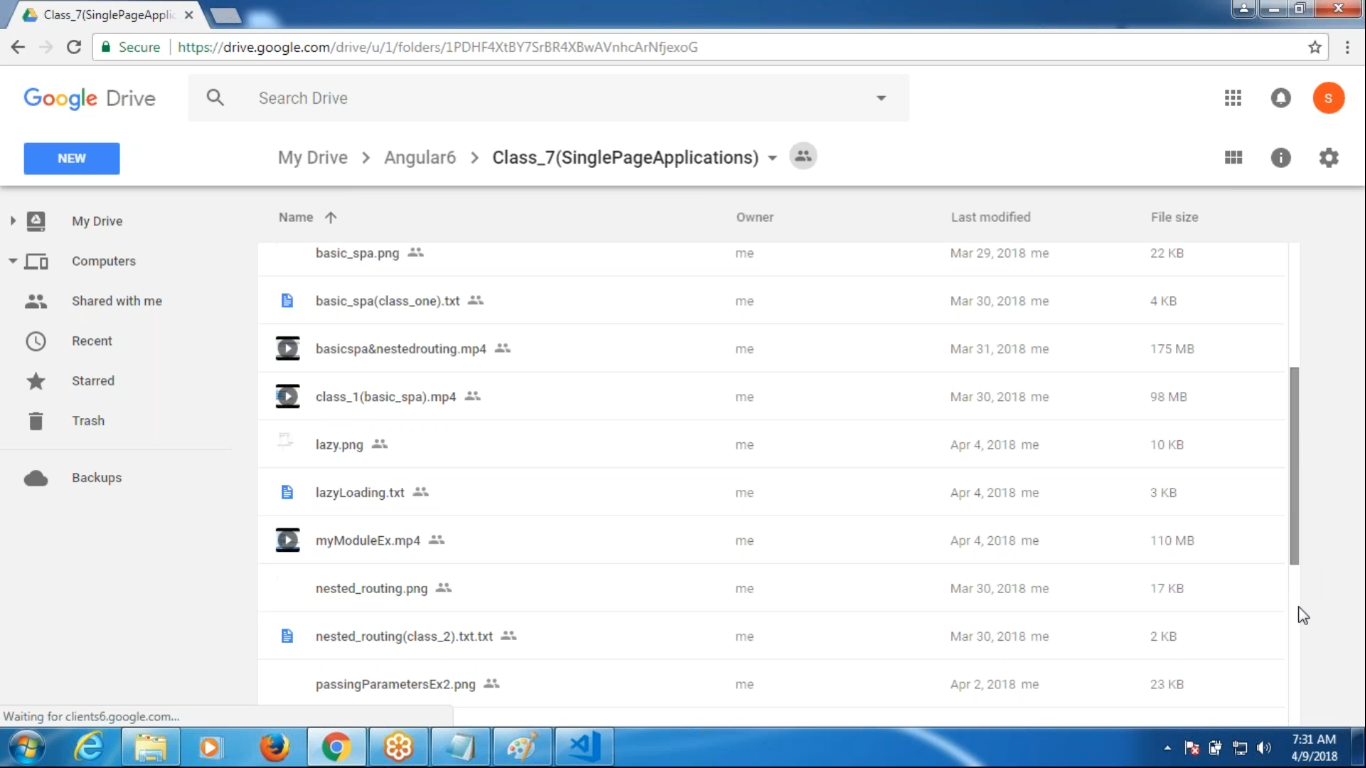 Class_7(SinglePageApplic
Secure https://drive.google.com/drive/u/1/folders/1PDHF4XtBY7SrBR4XBwAVnhcArNfjexoG
Google Drive Search Drive S
NEW My Drive Angular6 Class_7(SinglePageApplications)
My Drive
Computers
Shared with me
Recent
Starred
Trash
Backups
Name Owner Last modified File size
basic_spa.png me Mar 29, 2018 me 22 KB
basic_spa(class_one).txt me Mar 30, 2018 me 4 KB
basicspa&nestedrouting.mp4 me Mar 31, 2018 me 175 MB
class_1(basic_spa).mp4 me Mar 30, 2018 me 98 MB
lazy.png me Apr 4, 2018 me 10 KB
lazyLoading.txt me Apr 4, 2018 me 3 KB
myModuleEx.mp4 me Apr 4, 2018 me 110 MB
nested_routing.png me Mar 30, 2018 me 17 KB
nested_routing(class_2).txt.txt me Mar 30, 2018 me 2 KB
passingParametersEx2.png me Apr 2, 2018 me 23 KB
Waiting for clients6.google.com...
7:31 AM
4/9/2018